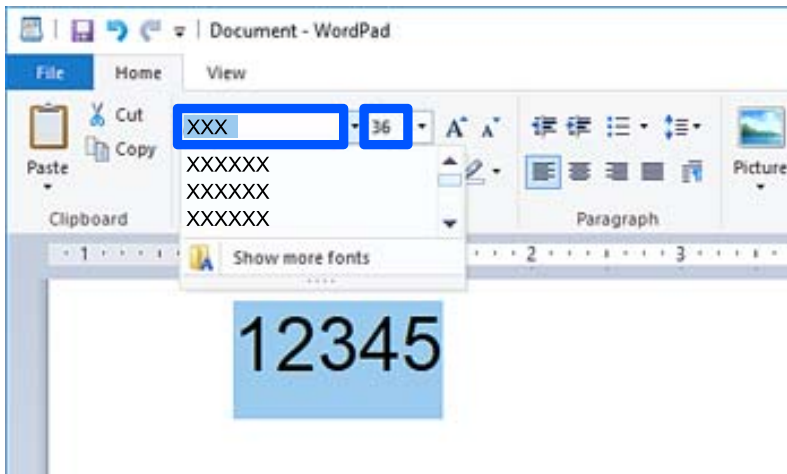 Document - WordPad
File Home View
Cut
XXX 36 A A
Copy
XXXXXX
Paste Picture
XXXXXX
Clipboard XXXXXX Paragraph
1 Show more fonts 2 3
12345